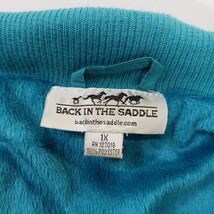 BACK IN THE SADDLE
backinthesaddle.com
1X
RN 127019
100% POLYESTER